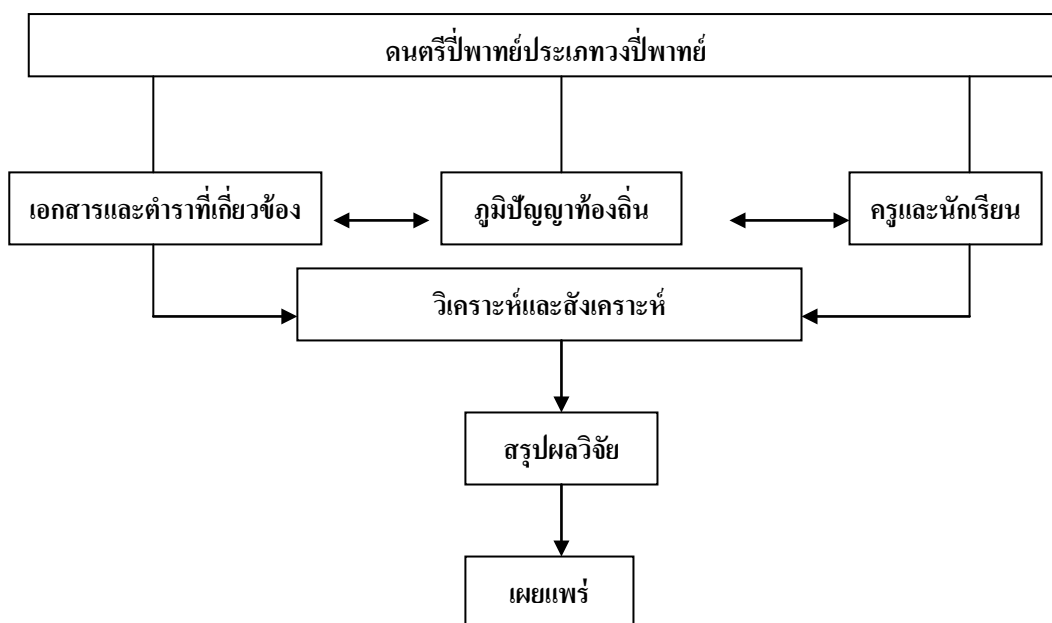 ดนตรีปี่พาทย์ประเภทวงปี่พาทย์
เอกสารและตำราที่เกี่ยวข้อง
ภูมิปัญญาท้องถิ่น
ครูและนักเรียน
วิเคราะห์และสังเคราะห์
สรุปผลวิจัย
เผยแพร่